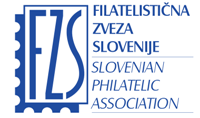 FZS
FILATELISTIČNA
ZVEZA
SLOVENIJE
SLOVENIAN
PHILATELIC
ASSOCIATION